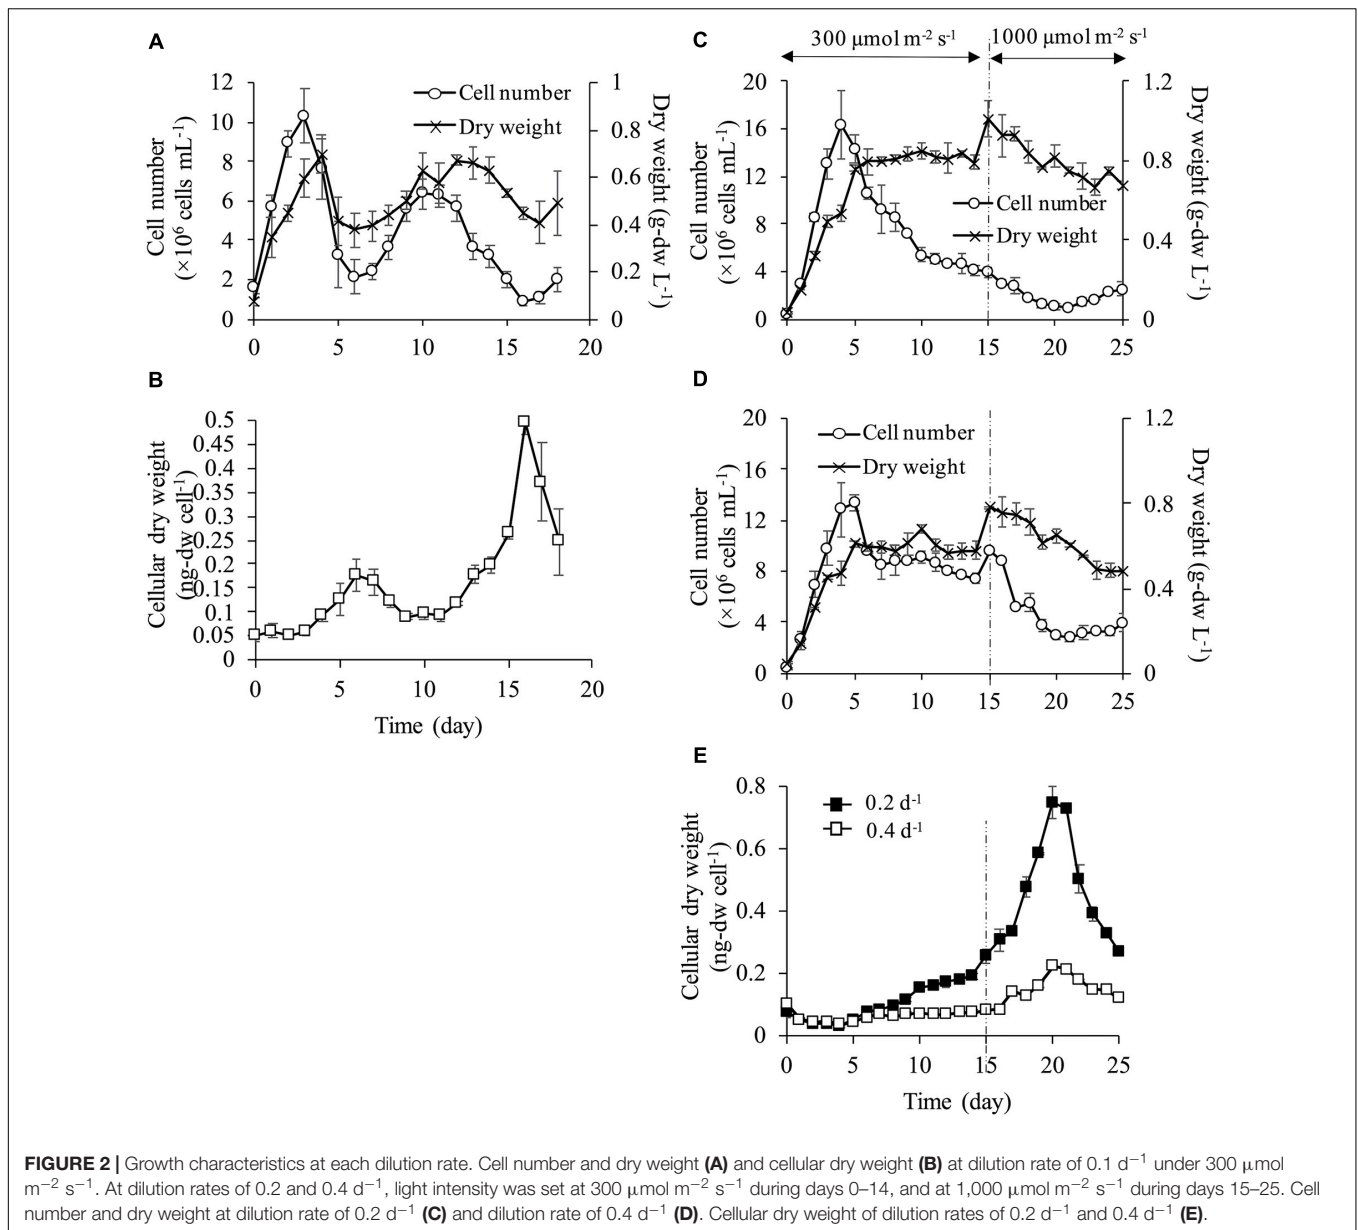 A
12
10
8
6
4
2
0
Cell number
(×10⁶ cells mL⁻¹)
Cell number
Dry weight
1
0.8
0.6
0.4
0.2
0
Dry weight (g-dw L⁻¹)
0 5 10 15 20
B
0.5
0.45
0.4
0.35
0.3
0.25
0.2
0.15
0.1
0.05
0
Cellular dry weight
(ng-dw cell⁻¹)
0 5 10 15 20
Time (day)
C
300 μmol m⁻² s⁻¹ 1000 μmol m⁻² s⁻¹
20
16
12
8
4
0
Cell number
(×10⁶ cells mL⁻¹)
Cell number
Dry weight
1.2
0.8
0.4
0
Dry weight (g-dw L⁻¹)
0 5 10 15 20 25
D
20
16
12
8
4
0
Cell number
(×10⁶ cells mL⁻¹)
Cell number
Dry weight
1.2
0.8
0.4
0
Dry weight (g-dw L⁻¹)
0 5 10 15 20 25
E
0.8
0.6
0.4
0.2
0
Cellular dry weight
(ng-dw cell⁻¹)
0.2 d⁻¹
0.4 d⁻¹
0 5 10 15 20 25
Time (day)
FIGURE 2 | Growth characteristics at each dilution rate. Cell number and dry weight (A) and cellular dry weight (B) at dilution rate of 0.1 d⁻¹ under 300 μmol
m⁻² s⁻¹. At dilution rates of 0.2 and 0.4 d⁻¹, light intensity was set at 300 μmol m⁻² s⁻¹ during days 0–14, and at 1,000 μmol m⁻² s⁻¹ during days 15–25. Cell
number and dry weight at dilution rate of 0.2 d⁻¹ (C) and dilution rate of 0.4 d⁻¹ (D). Cellular dry weight of dilution rates of 0.2 d⁻¹ and 0.4 d⁻¹ (E).